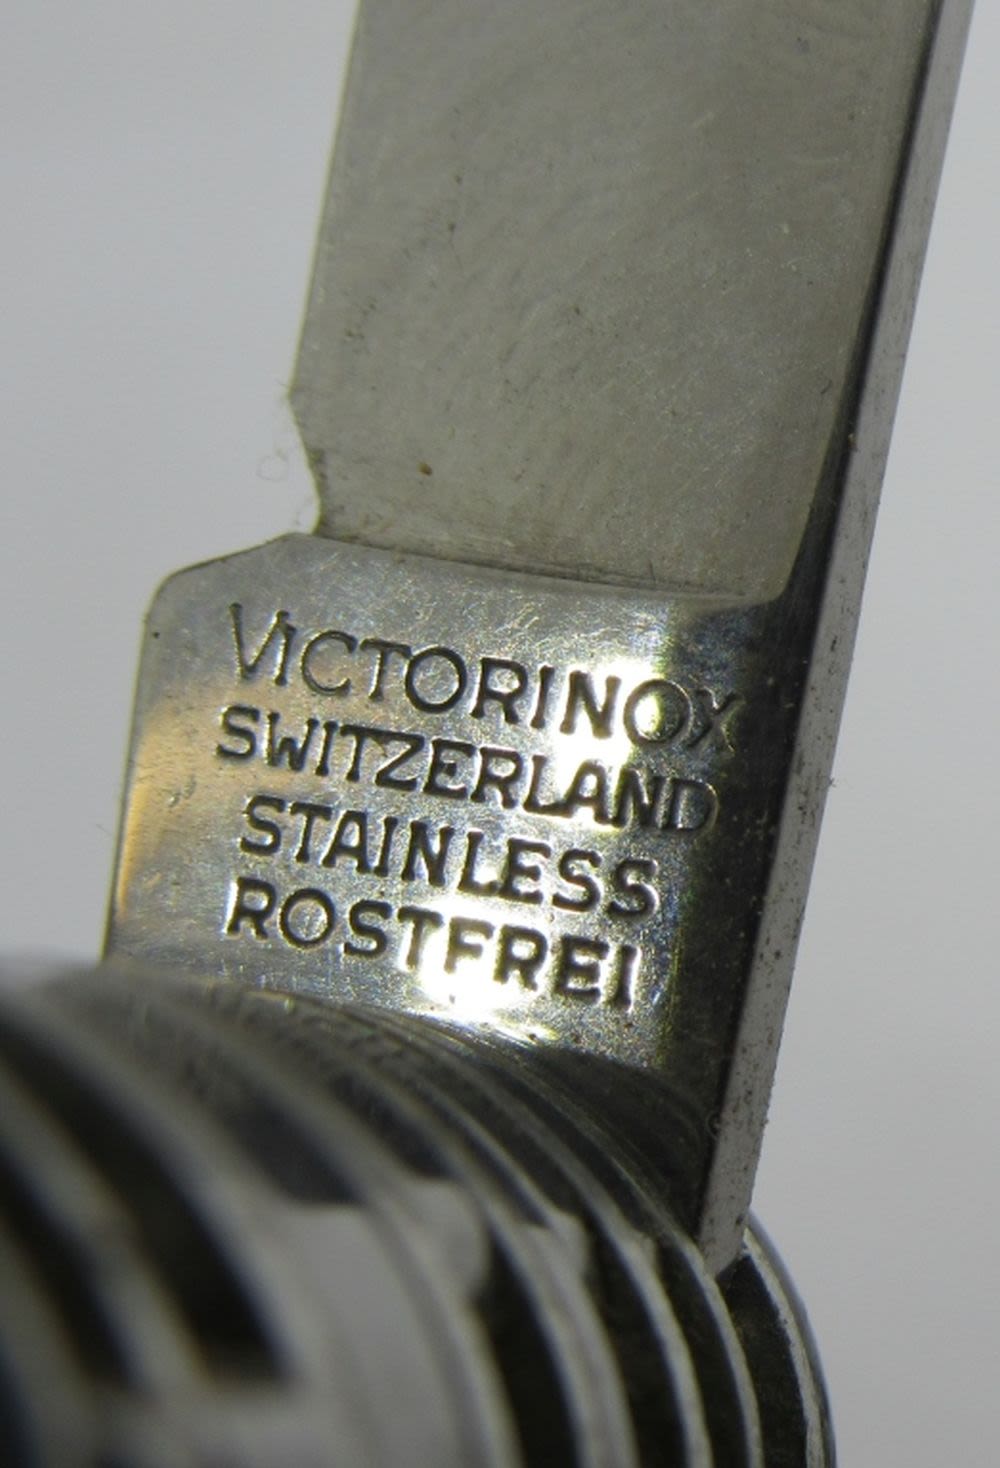 VICTORINOX
SWITZERLAND
STAINLESS
ROSTFREI